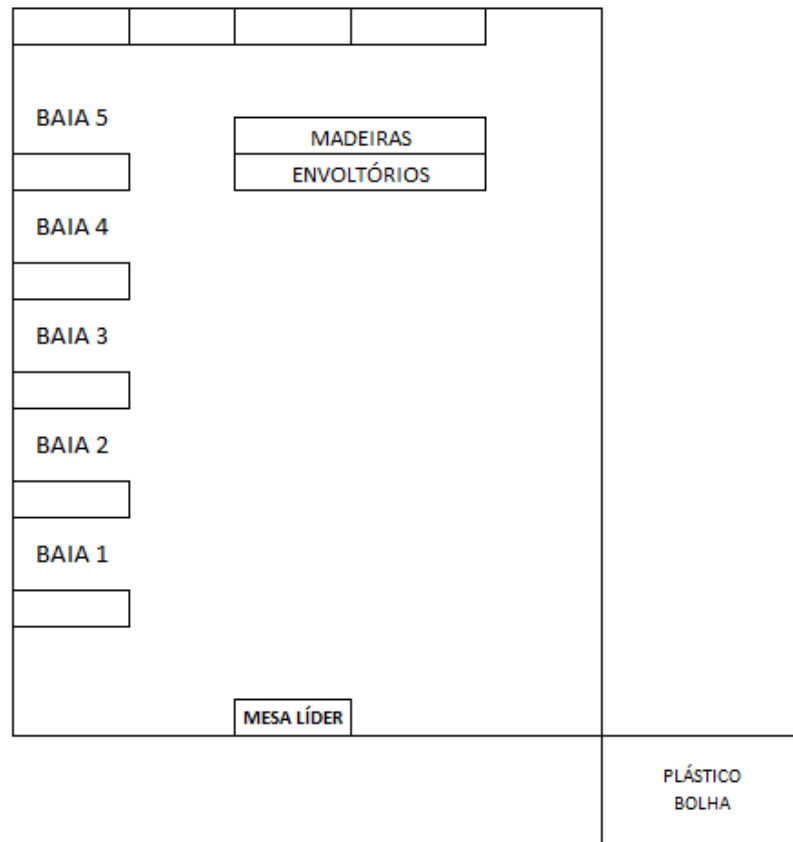 BAIA 5
MADEIRAS
ENVOLTÓRIOS
BAIA 4
BAIA 3
BAIA 2
BAIA 1
MESA LÍDER
PLÁSTICO
BOLHA